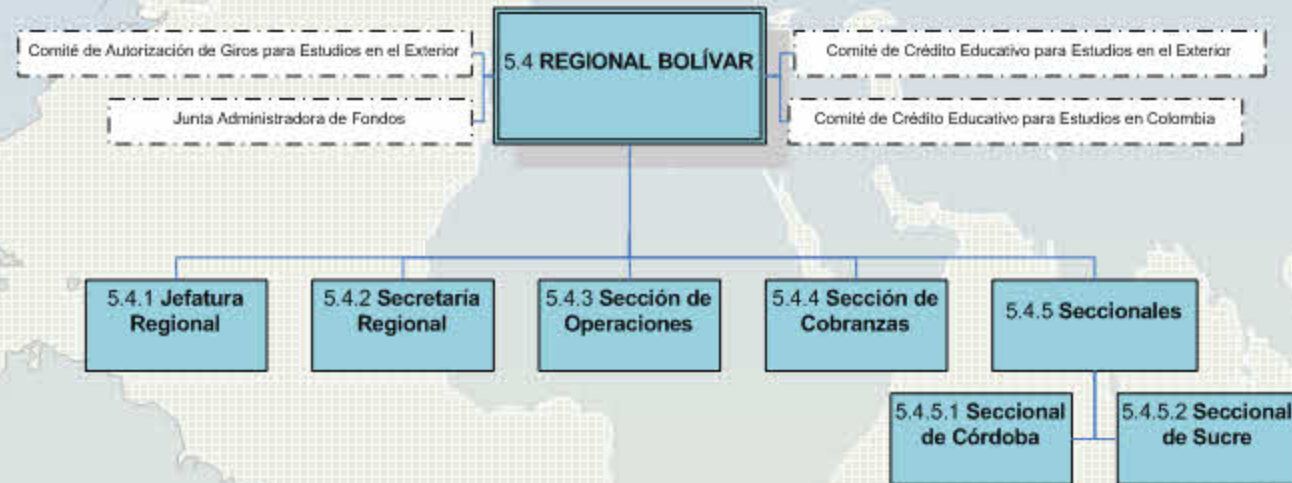 Comité de Autorización de Giros para Estudios en el Exterior
5.4 REGIONAL BOLÍVAR
Comité de Crédito Educativo para Estudios en el Exterior
Junta Administradora de Fondos
Comité de Crédito Educativo para Estudios en Colombia
5.4.1 Jefatura
Regional
5.4.2 Secretaría
Regional
5.4.3 Sección de
Operaciones
5.4.4 Sección de
Cobranzas
5.4.5 Seccionales
5.4.5.1 Seccional
de Córdoba
5.4.5.2 Seccional
de Sucre